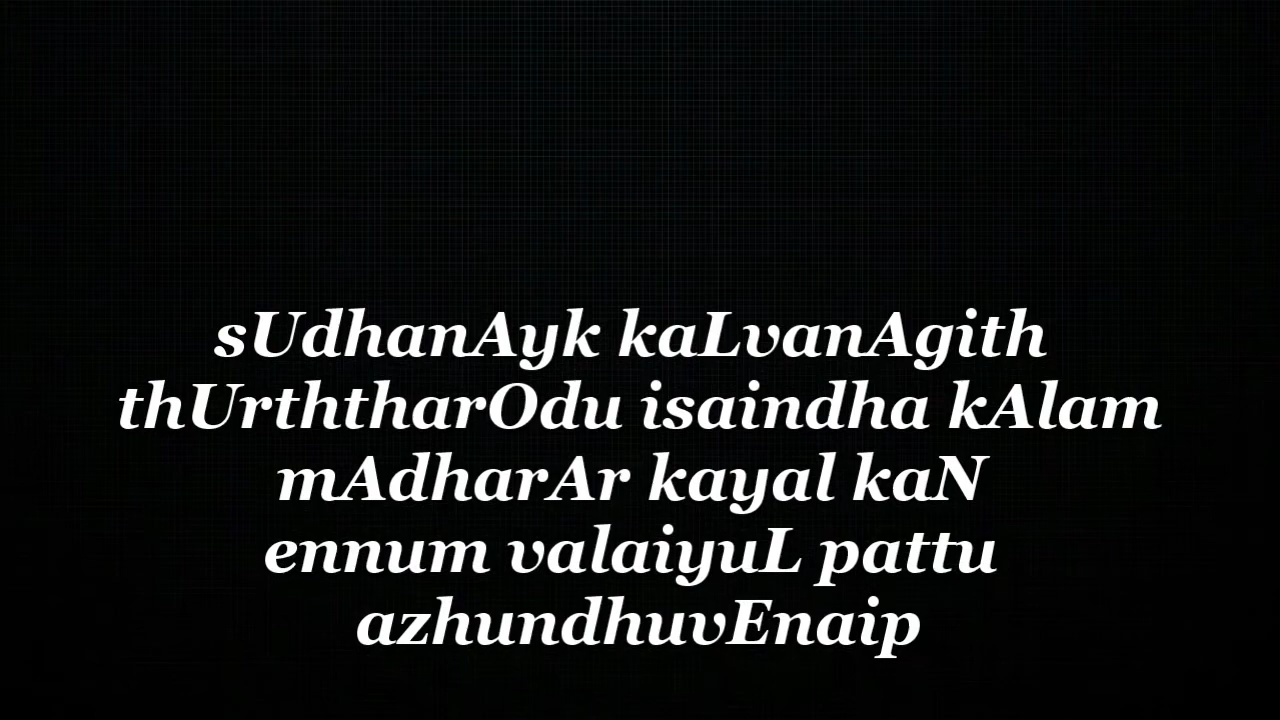 sUdhanAyk kaLvanAgith
thUrththarOdu isaindha kAlam
mAdharAr kayal kaN
ennum valaiyuL pattu
azhundhuvEnaip